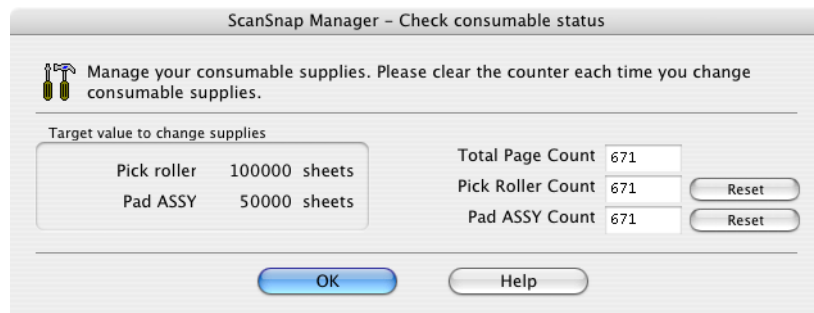 ScanSnap Manager – Check consumable status
Manage your consumable supplies. Please clear the counter each time you change
consumable supplies.
Target value to change supplies
Pick roller 100000 sheets
Pad ASSY 50000 sheets
Total Page Count 671
Pick Roller Count 671 Reset
Pad ASSY Count 671 Reset
OK Help